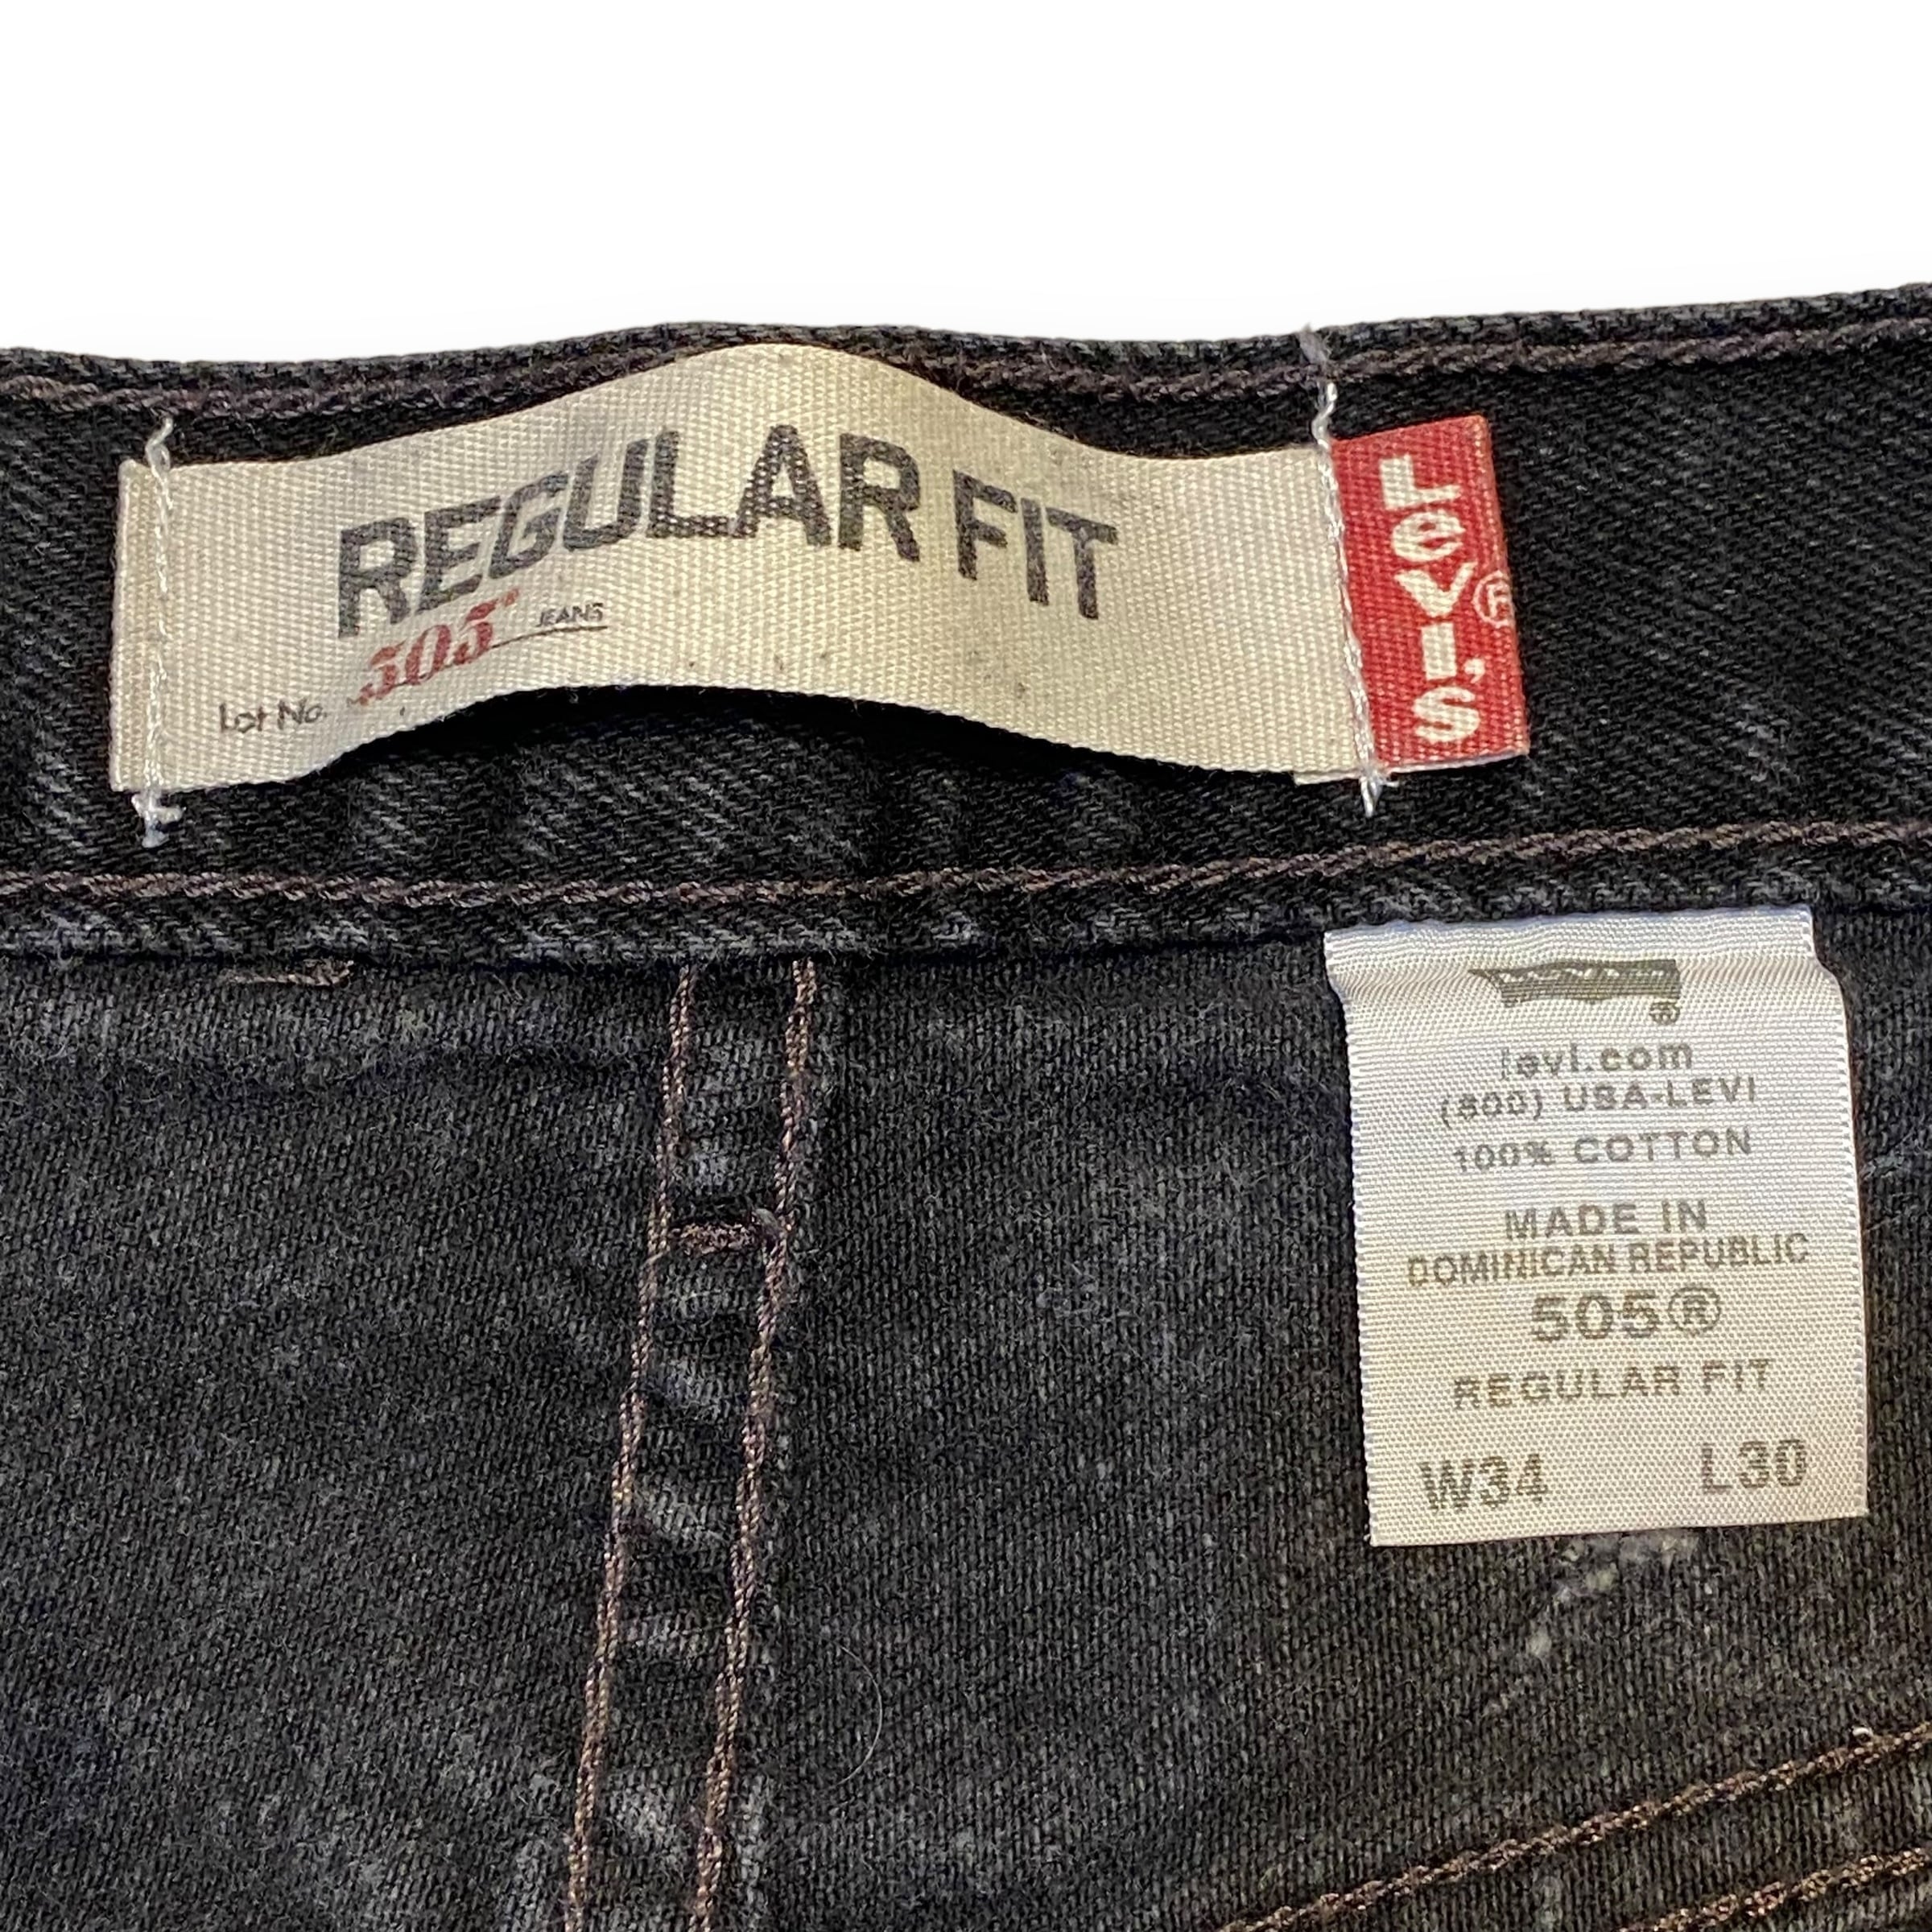 REGULAR FIT
Lot No. 505® JEANS
Levi's®
®
levi.com
(800) USA-LEVI
100% COTTON
MADE IN
DOMINICAN REPUBLIC
505®
REGULAR FIT
W34 L30